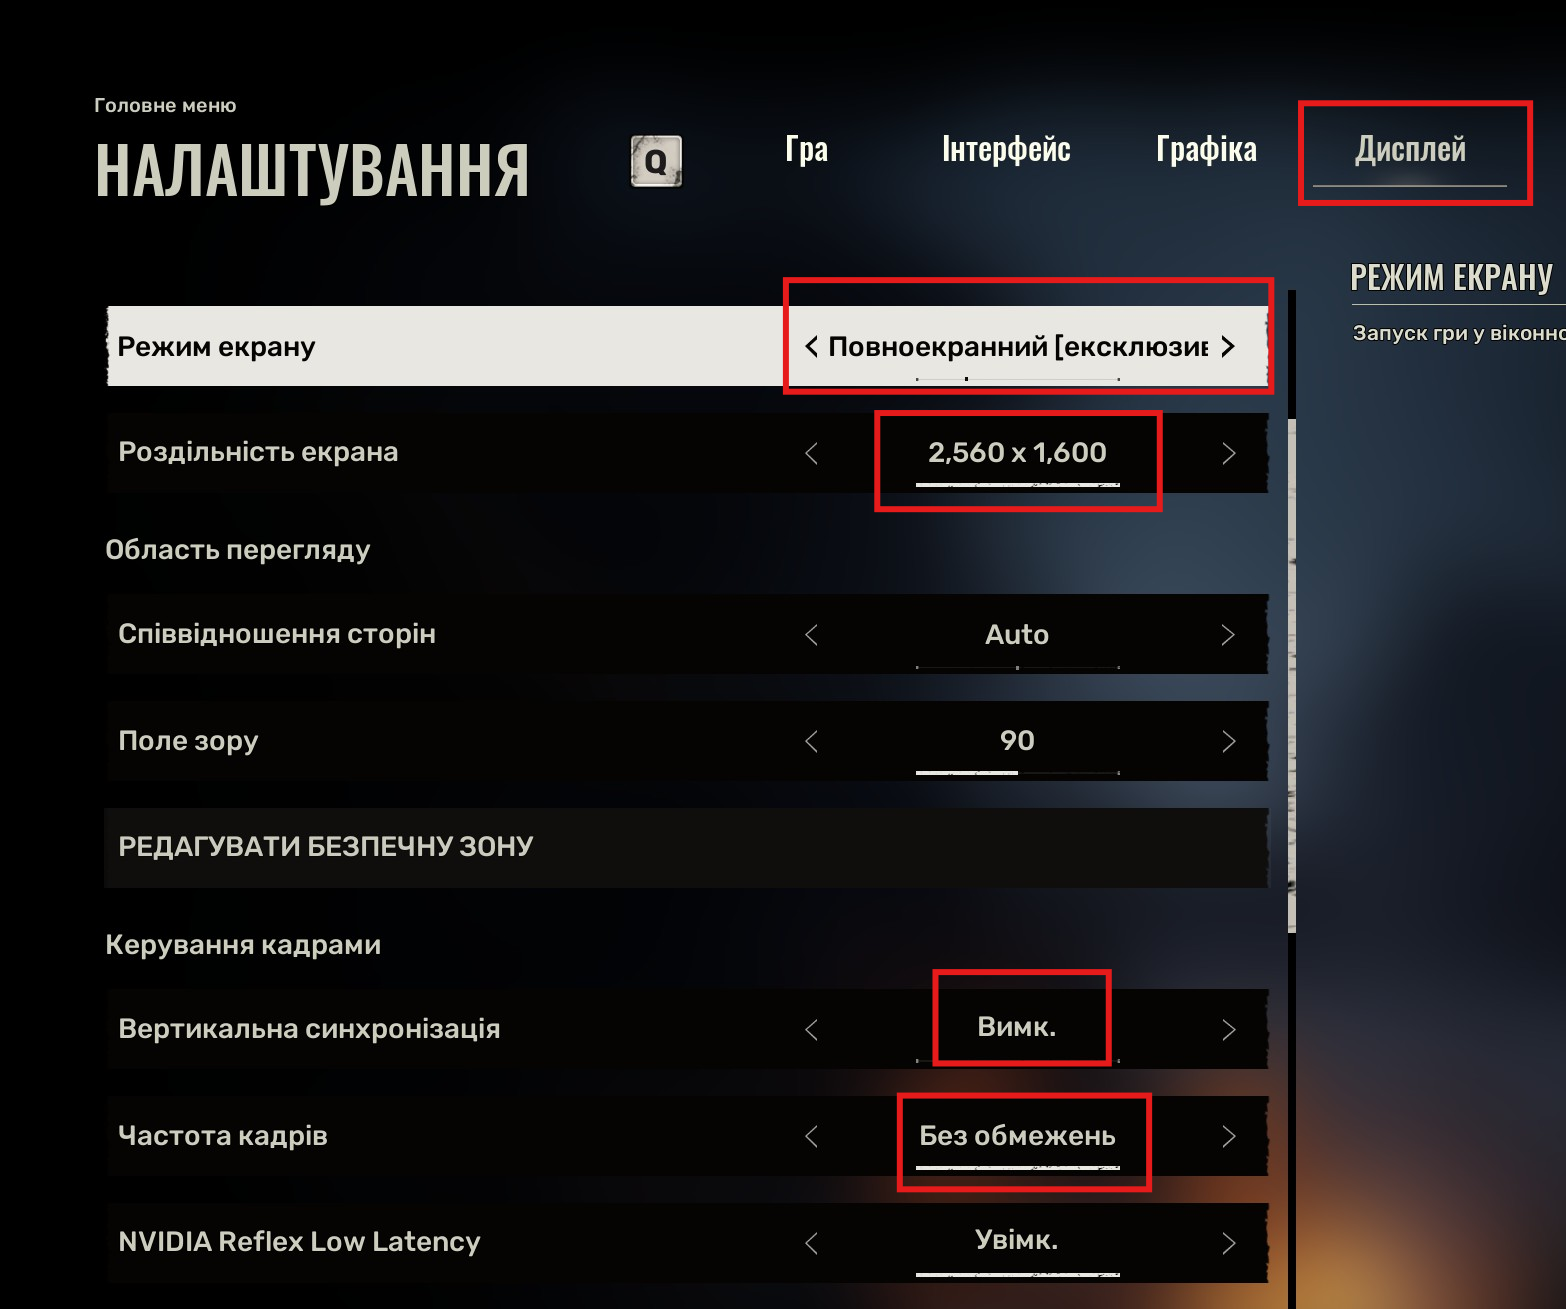 Головне меню
НАЛАШТУВАННЯ
Q
Гра
Інтерфейс
Графіка
Дисплей
Режим екрану
Повноекранний [ексклюзив
Роздільність екрана
2,560 x 1,600
Область перегляду
Співвідношення сторін
Auto
Поле зору
90
РЕДАГУВАТИ БЕЗПЕЧНУ ЗОНУ
Керування кадрами
Вертикальна синхронізація
Вимк.
Частота кадрів
Без обмежень
NVIDIA Reflex Low Latency
Увімк.
РЕЖИМ ЕКРАНУ
Запуск гри у віконно